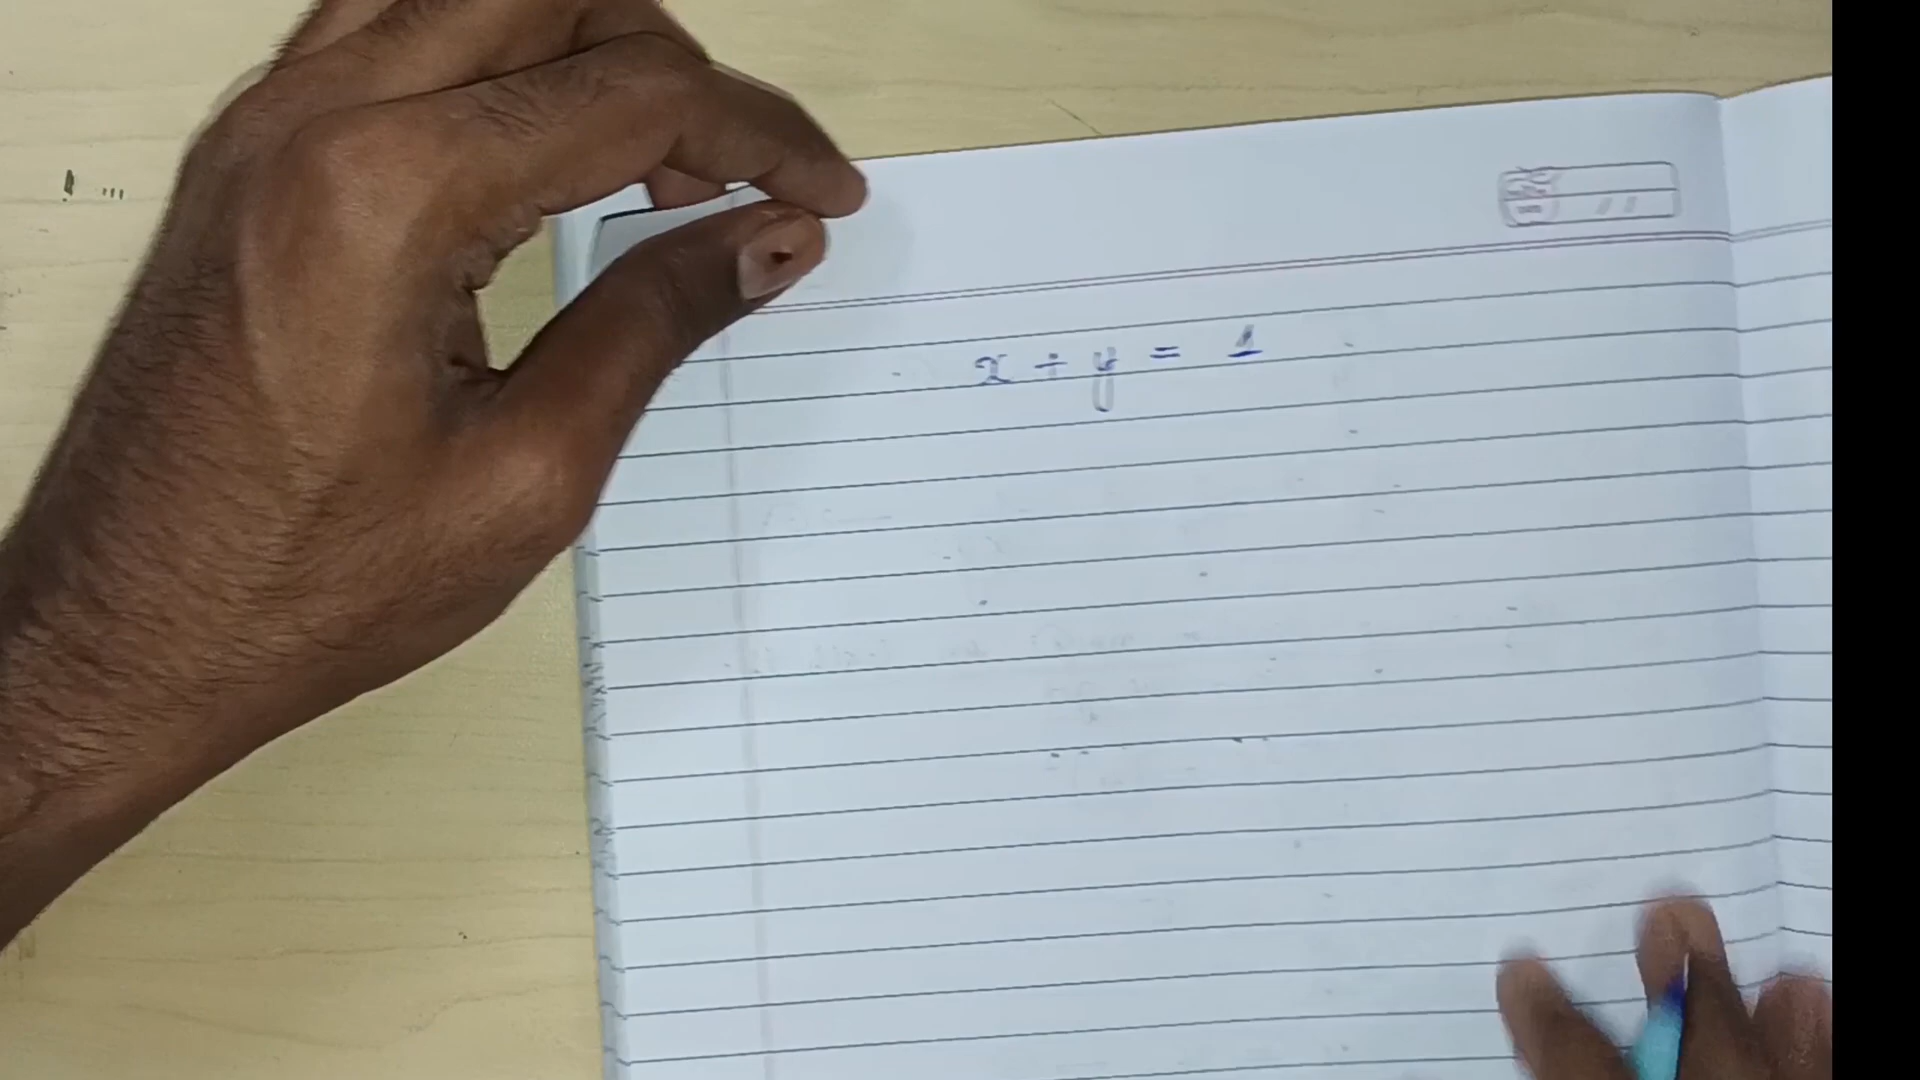 x + y = 1